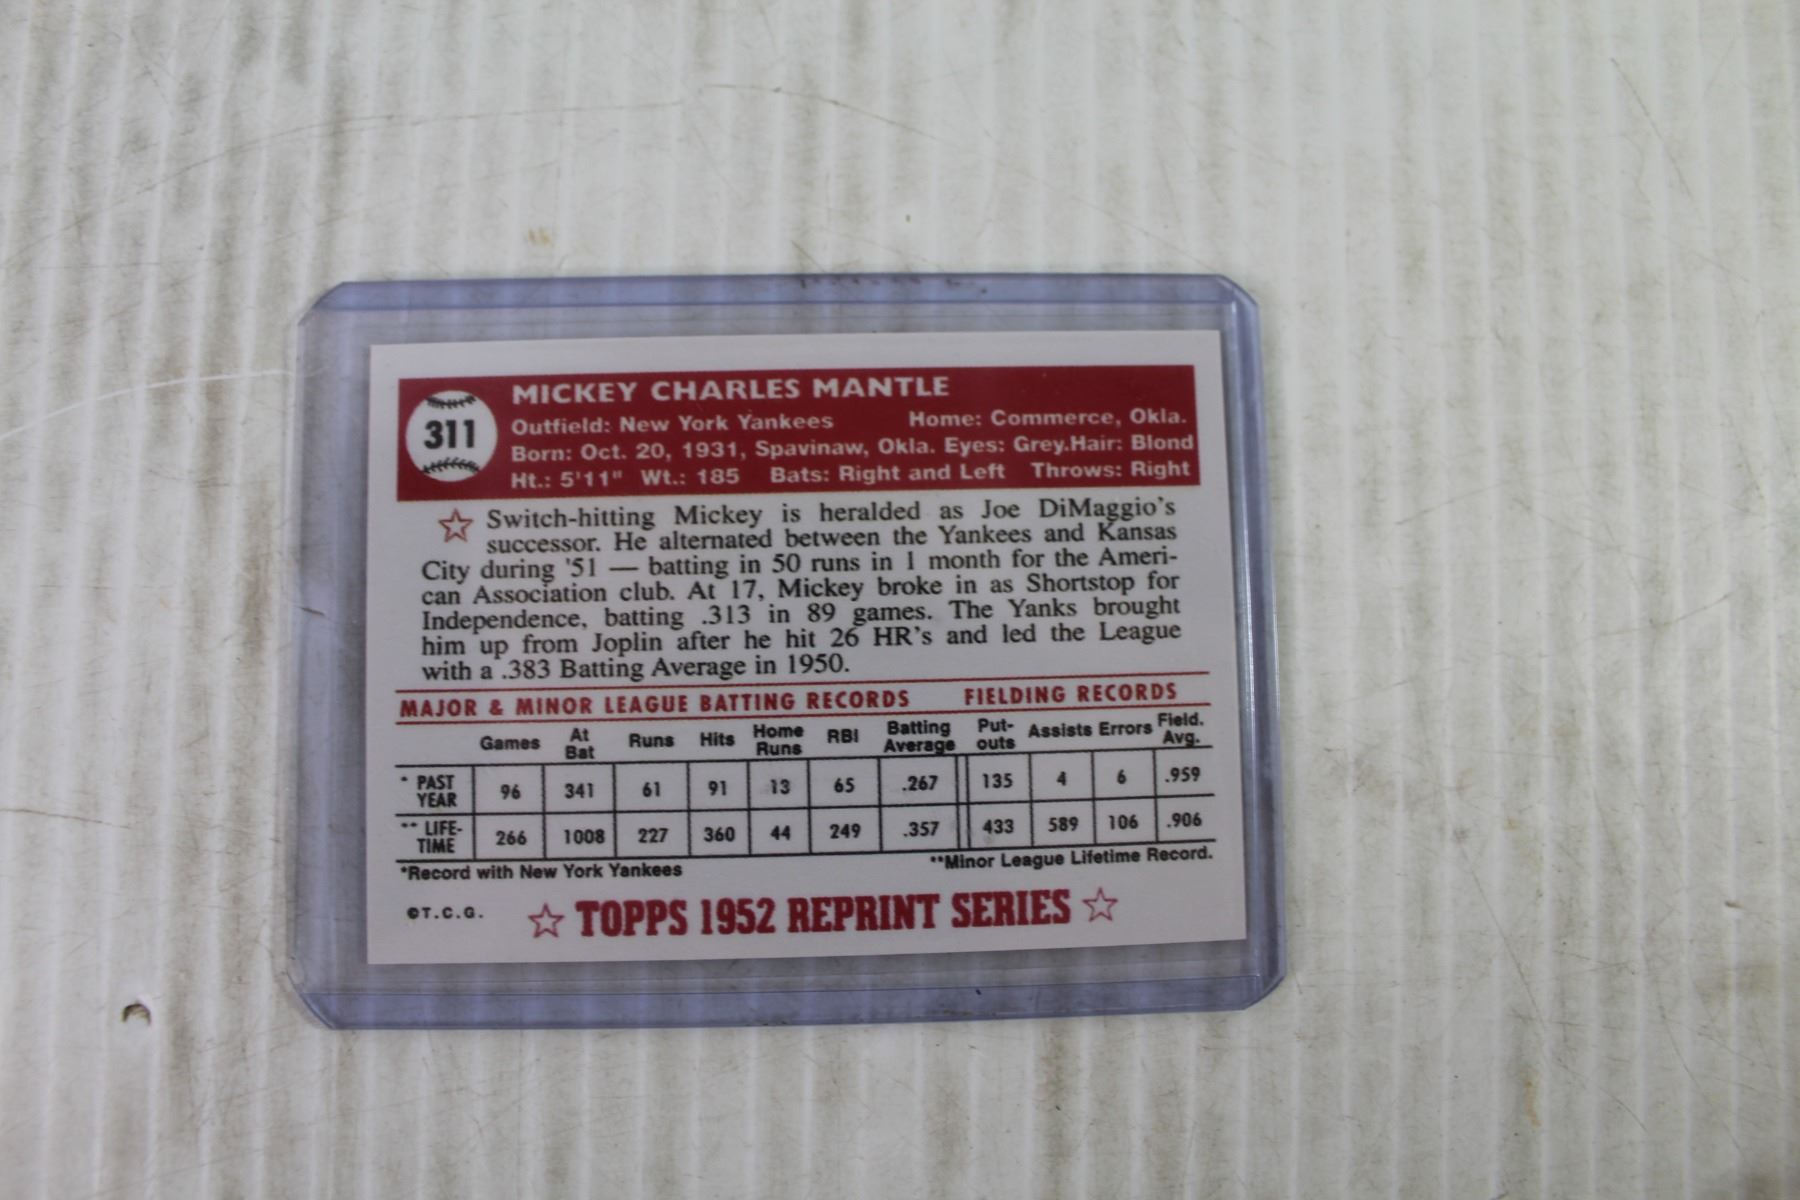 311
MICKEY CHARLES MANTLE
Outfield: New York Yankees Home: Commerce, Okla.
Born: Oct. 20, 1931, Spavinaw, Okla. Eyes: Grey.Hair: Blond
Ht.: 5'11" Wt.: 185 Bats: Right and Left Throws: Right
Switch-hitting Mickey is heralded as Joe DiMaggio's
successor. He alternated between the Yankees and Kansas
City during '51 — batting in 50 runs in 1 month for the Ameri-
can Association club. At 17, Mickey broke in as Shortstop for
Independence, batting .313 in 89 games. The Yanks brought
him up from Joplin after he hit 26 HR's and led the League
with a .383 Batting Average in 1950.
MAJOR & MINOR LEAGUE BATTING RECORDS FIELDING RECORDS
Games At Bat Runs Hits Home Runs RBI Batting Average Put-outs Assists Errors Field. Avg.
* PAST YEAR 96 341 61 91 13 65 .267 135 4 6 .959
** LIFE-TIME 266 1008 227 360 44 249 .357 433 589 106 .906
*Record with New York Yankees **Minor League Lifetime Record.
©T.C.G. ☆ TOPPS 1952 REPRINT SERIES ☆